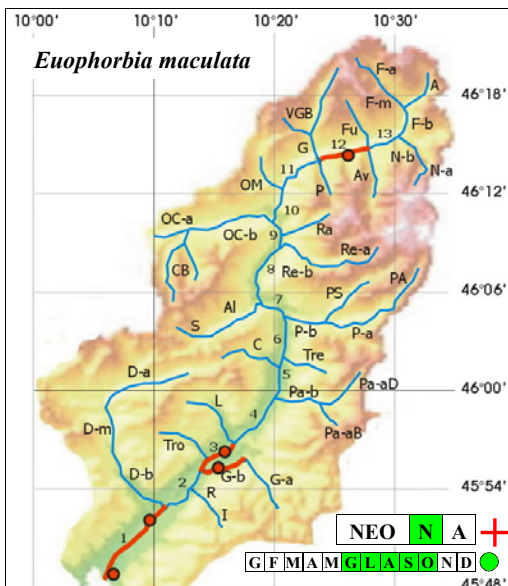 10°00' 10°10' 10°20' 10°30'
Euophorbia maculata
F-a
A
46°18'
VGB
F-m
Fu
F-b
13
G
12
N-b
11
N-a
OM
P
Av
46°12'
OC-a
10
Ra
OC-b
9
Re-a
CB
8
Re-b
PA
46°06'
PS
7
Al
S
P-b
P-a
6
C
Tre
D-a
5
46°00'
Pa-b
Pa-aD
L
4
D-m
Pa-aB
Tro
3
D-b
G-b
G-a
2
R
45°54'
I
1
NEO N A
G F M A M G L A S O N D
45°48'